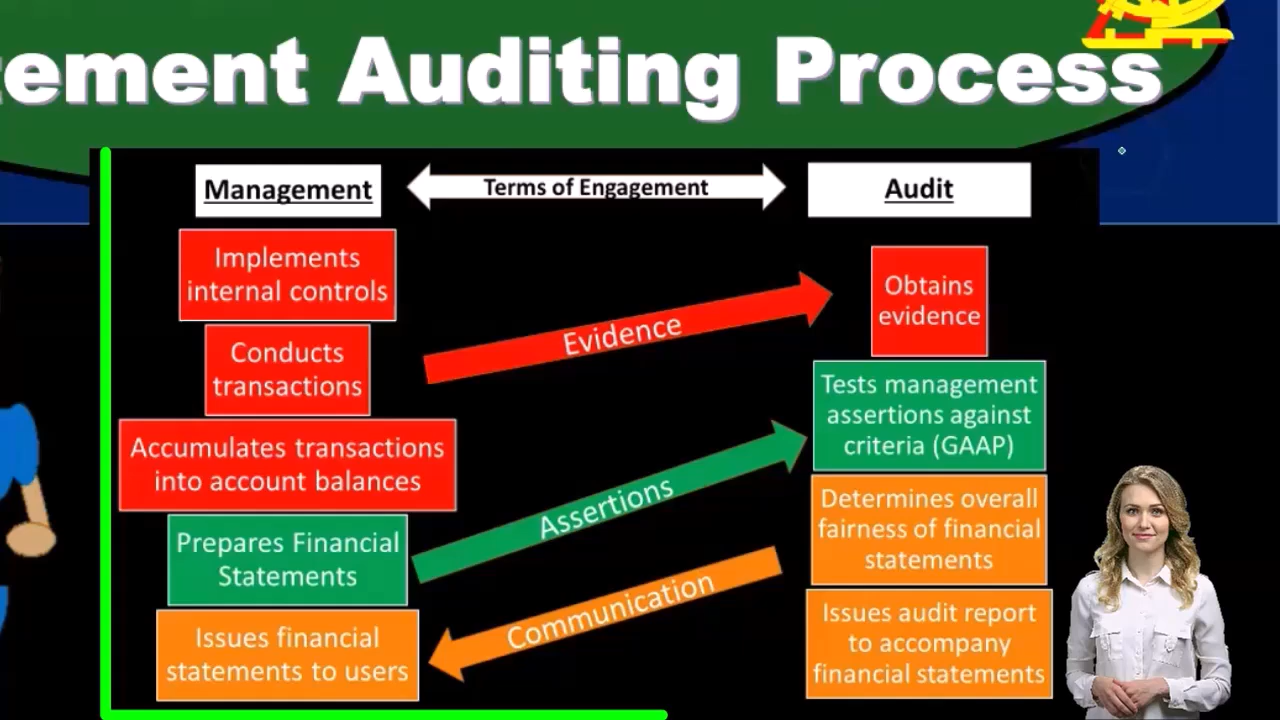 tement Auditing Process
Management
Terms of Engagement
Audit
Implements
internal controls
Conducts
transactions
Accumulates transactions
into account balances
Prepares Financial
Statements
Issues financial
statements to users
Evidence
Assertions
Communication
Obtains
evidence
Tests management
assertions against
criteria (GAAP)
Determines overall
fairness of financial
statements
Issues audit report
to accompany
financial statements